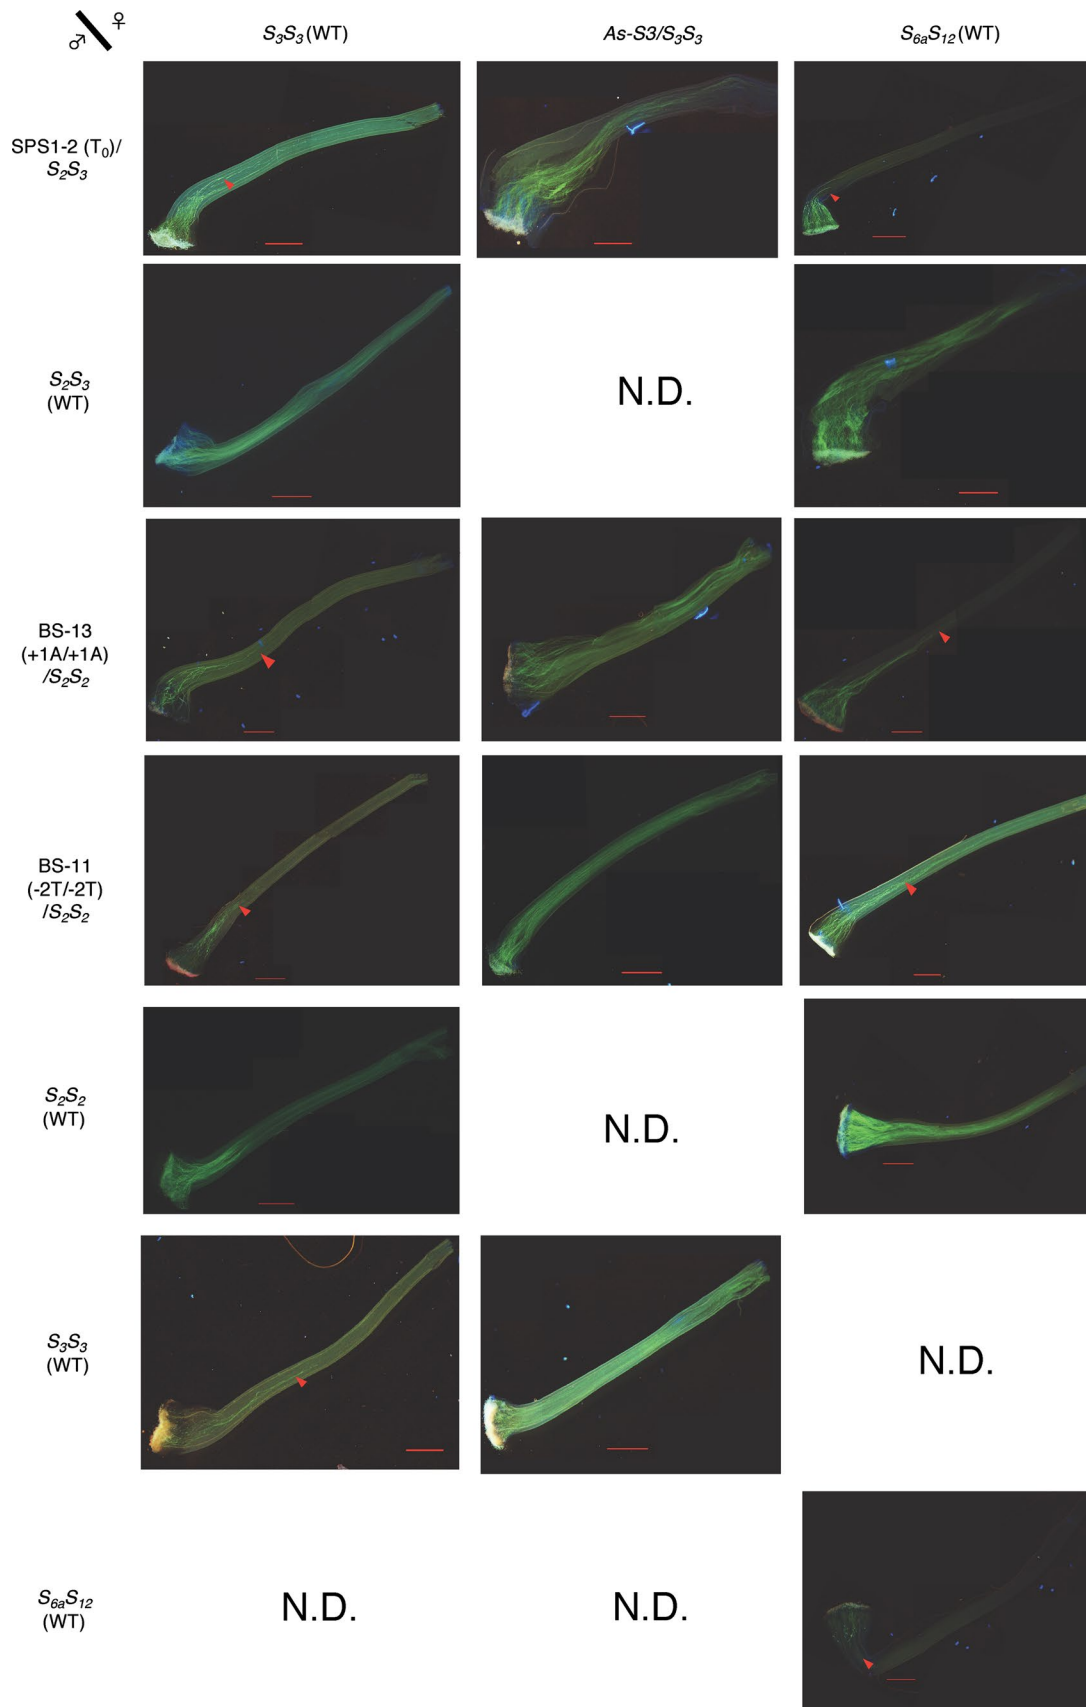 ♂ ♀
S3S3 (WT)
As-S3/S3S3
S6aS12 (WT)
SPS1-2 (T0)/
S2S3
S2S3
(WT)
N.D.
BS-13
(+1A/+1A)
/S2S2
BS-11
(-2T/-2T)
/S2S2
S2S2
(WT)
N.D.
S3S3
(WT)
N.D.
S6aS12
(WT)
N.D.
N.D.